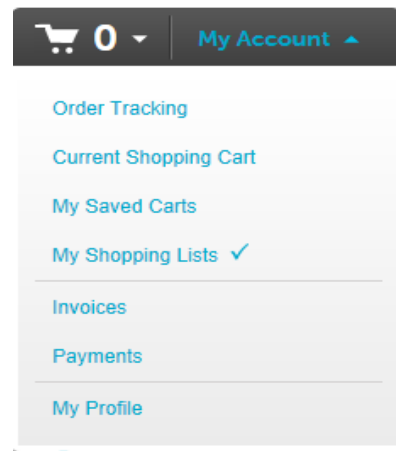 0 My Account
Order Tracking
Current Shopping Cart
My Saved Carts
My Shopping Lists ✓
Invoices
Payments
My Profile